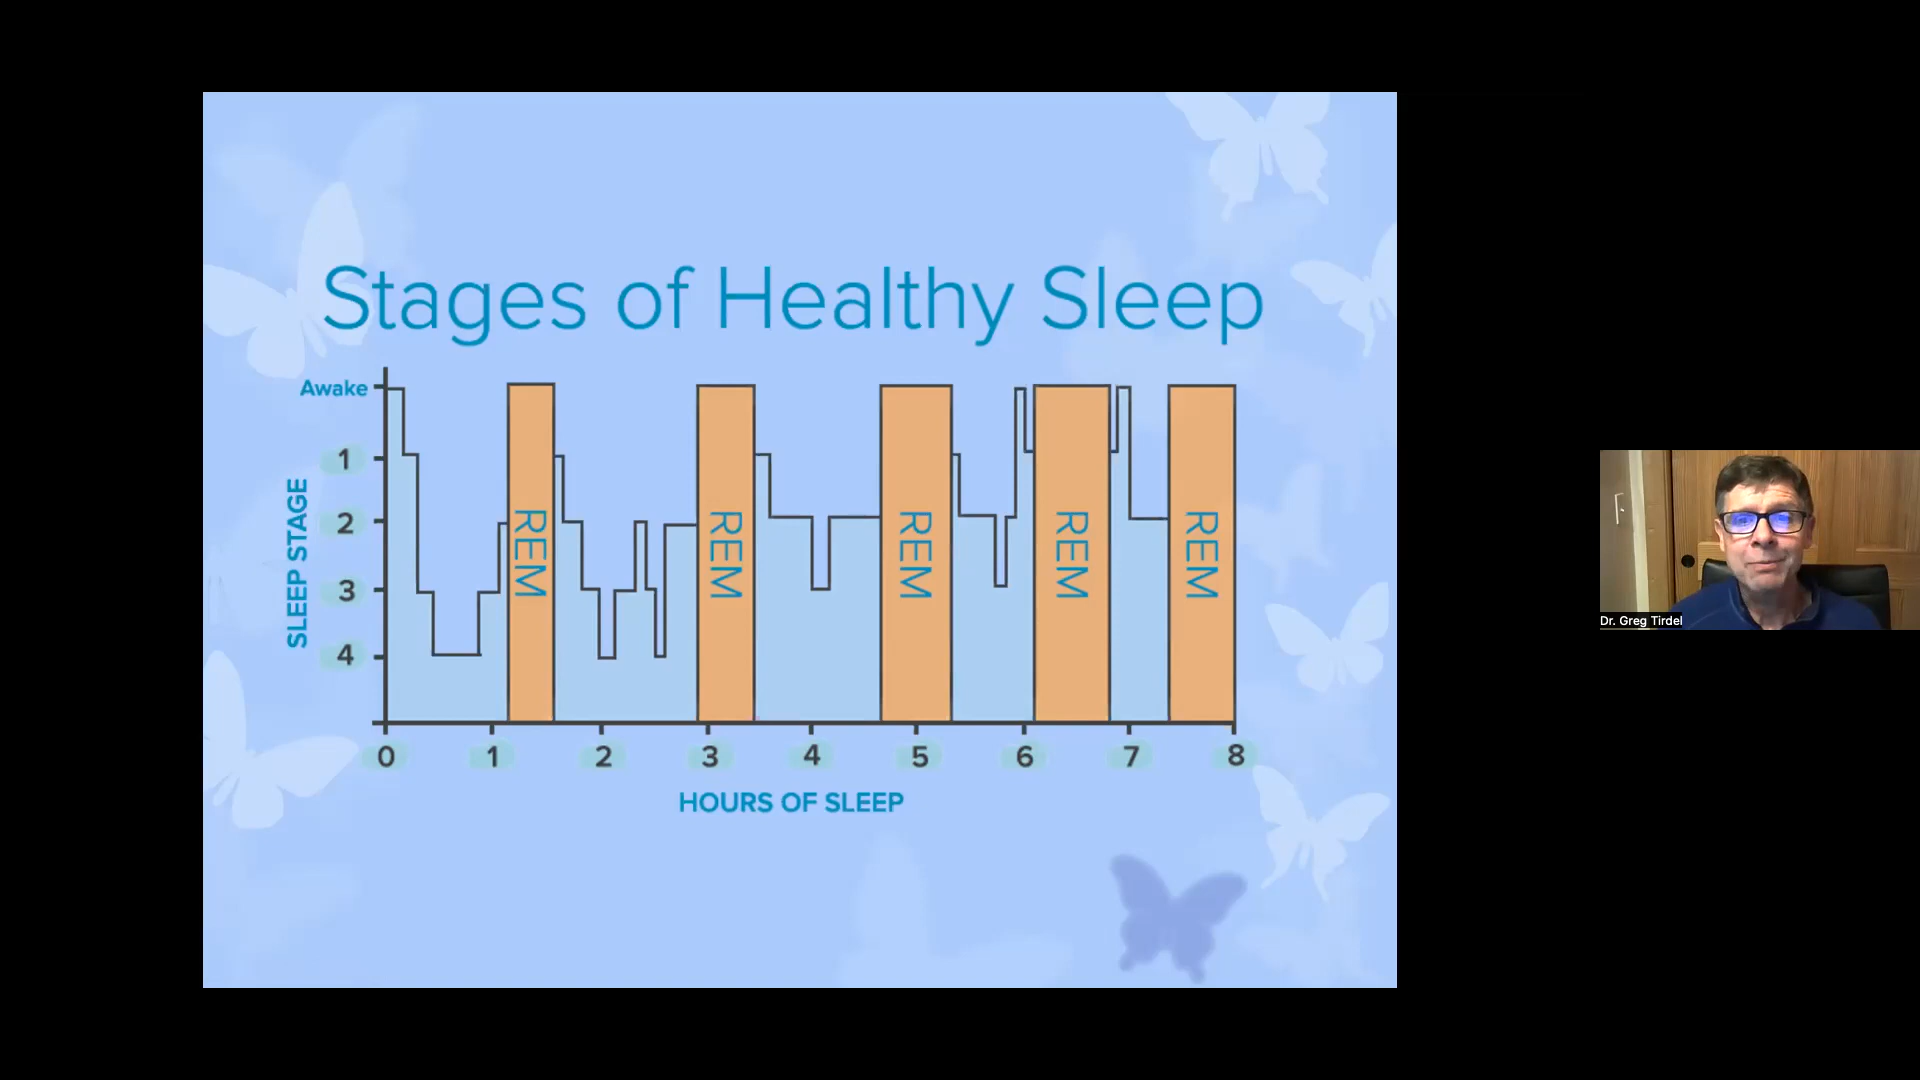 Stages of Healthy Sleep
Awake
1
2
3
4
SLEEP STAGE
REM
REM
REM
REM
REM
0 1 2 3 4 5 6 7 8
HOURS OF SLEEP
Dr. Greg Tirdel